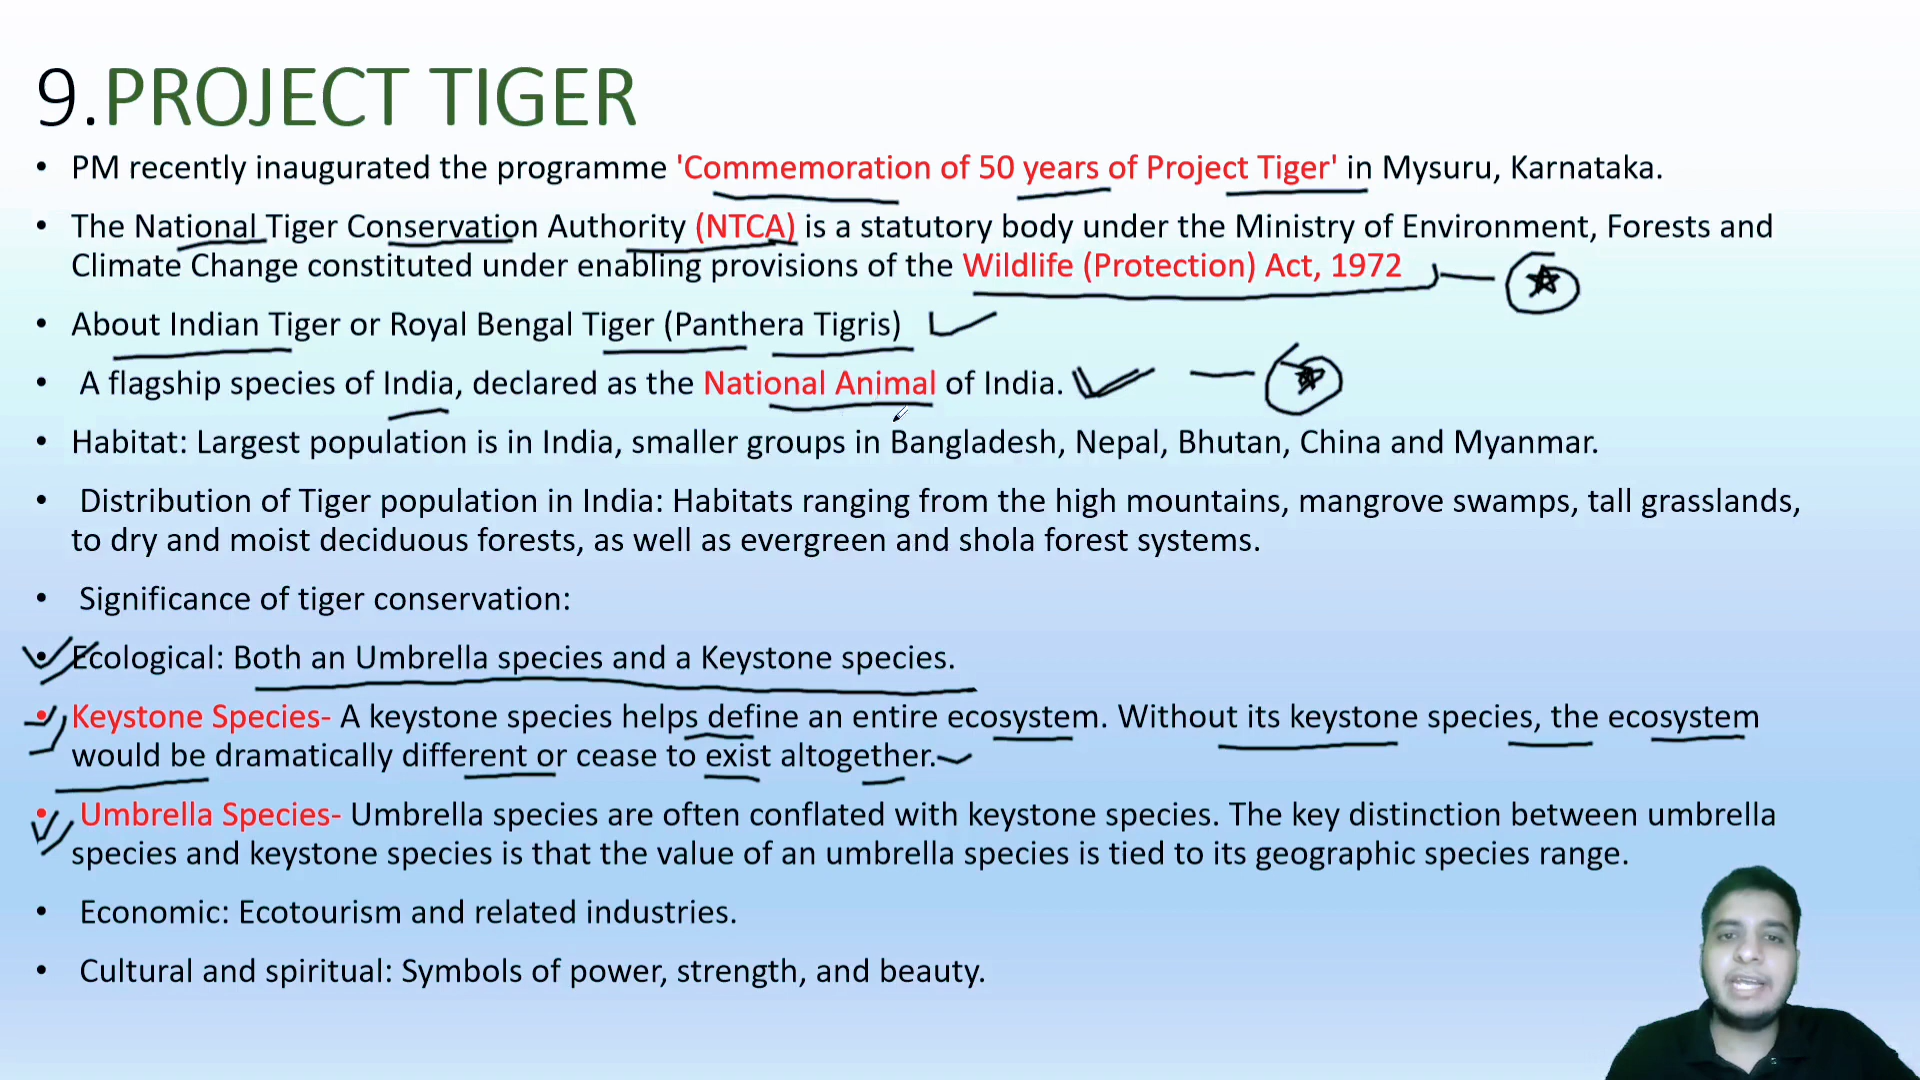 9.PROJECT TIGER
• PM recently inaugurated the programme 'Commemoration of 50 years of Project Tiger' in Mysuru, Karnataka.
• The National Tiger Conservation Authority (NTCA) is a statutory body under the Ministry of Environment, Forests and
Climate Change constituted under enabling provisions of the Wildlife (Protection) Act, 1972
• About Indian Tiger or Royal Bengal Tiger (Panthera Tigris)
• A flagship species of India, declared as the National Animal of India.
• Habitat: Largest population is in India, smaller groups in Bangladesh, Nepal, Bhutan, China and Myanmar.
• Distribution of Tiger population in India: Habitats ranging from the high mountains, mangrove swamps, tall grasslands,
to dry and moist deciduous forests, as well as evergreen and shola forest systems.
• Significance of tiger conservation:
• Ecological: Both an Umbrella species and a Keystone species.
• Keystone Species- A keystone species helps define an entire ecosystem. Without its keystone species, the ecosystem
would be dramatically different or cease to exist altogether.
• Umbrella Species- Umbrella species are often conflated with keystone species. The key distinction between umbrella
species and keystone species is that the value of an umbrella species is tied to its geographic species range.
• Economic: Ecotourism and related industries.
• Cultural and spiritual: Symbols of power, strength, and beauty.